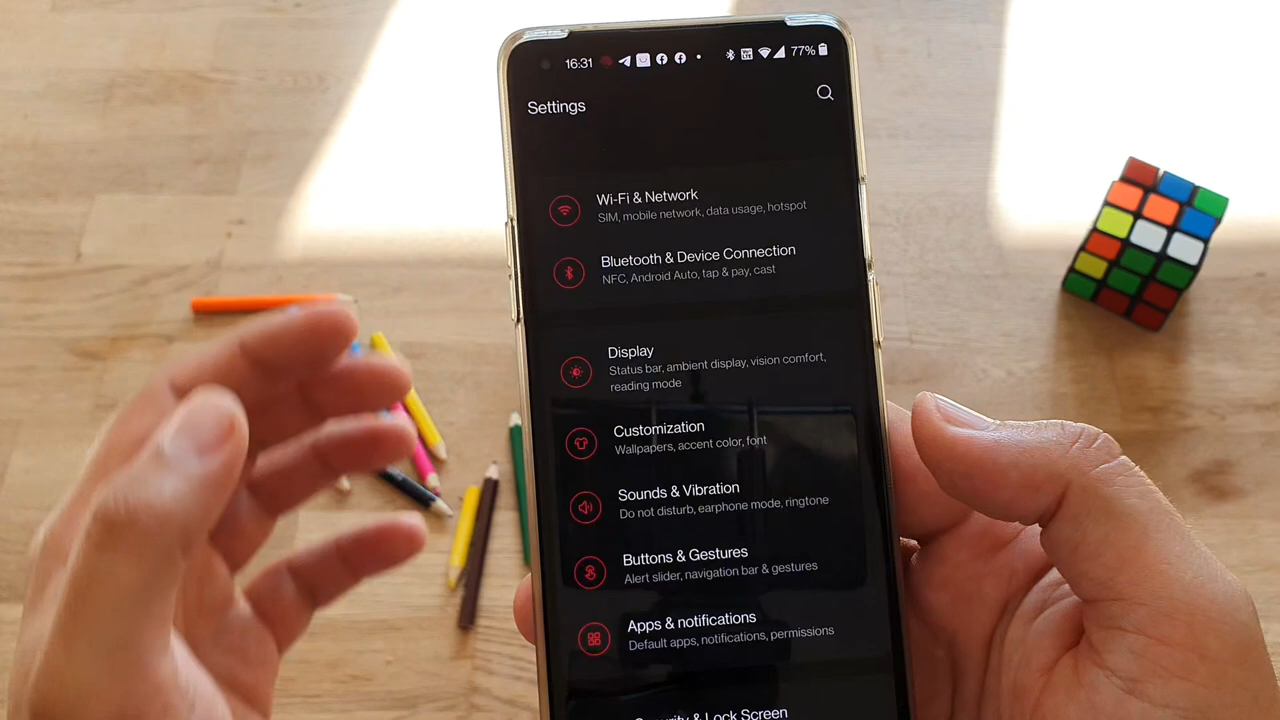 16:31 77%
Settings
Wi-Fi & Network
SIM, mobile network, data usage, hotspot
Bluetooth & Device Connection
NFC, Android Auto, tap & pay, cast
Display
Status bar, ambient display, vision comfort,
reading mode
Customization
Wallpapers, accent color, font
Sounds & Vibration
Do not disturb, earphone mode, ringtone
Buttons & Gestures
Alert slider, navigation bar & gestures
Apps & notifications
Default apps, notifications, permissions
Security & Lock Screen